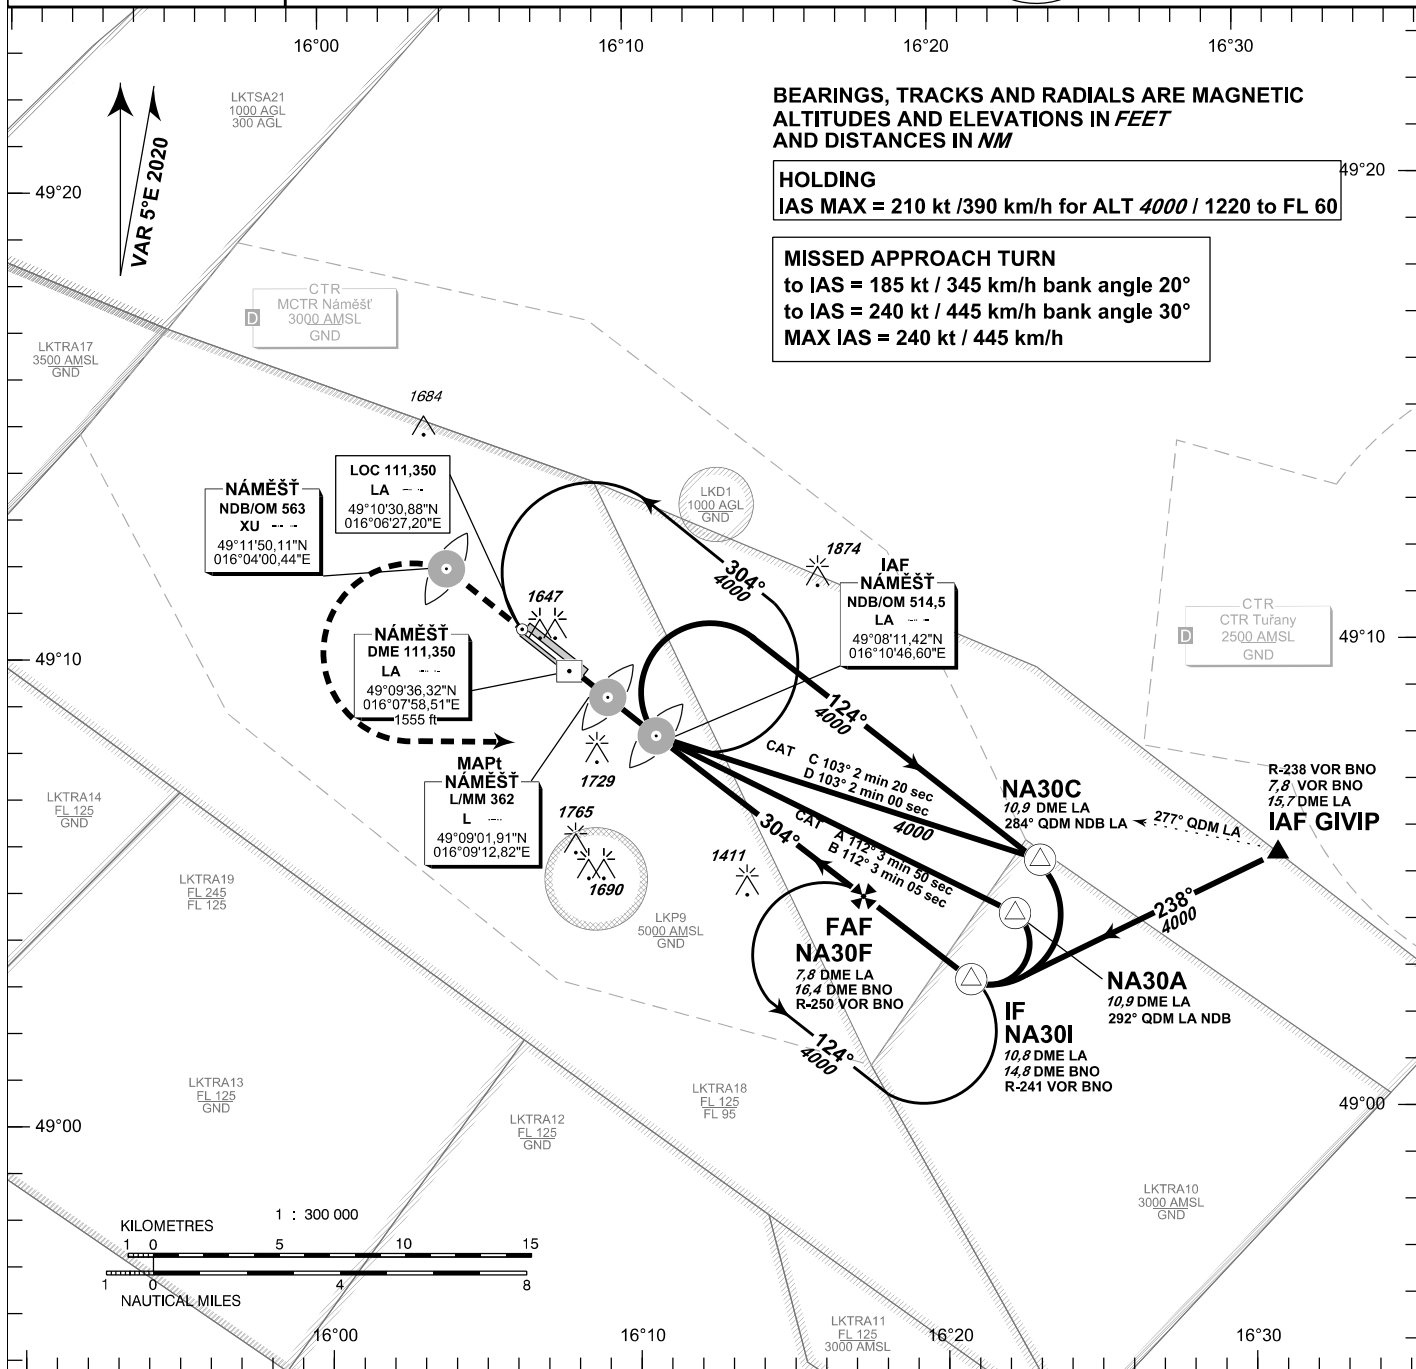 16°00
16°10
16°20
16°30
LKTSA21
1000 AGL
300 AGL
VAR 5°E 2020
BEARINGS, TRACKS AND RADIALS ARE MAGNETIC
ALTITUDES AND ELEVATIONS IN FEET
AND DISTANCES IN NM
HOLDING
IAS MAX = 210 kt /390 km/h for ALT 4000 / 1220 to FL 60
MISSED APPROACH TURN
to IAS = 185 kt / 345 km/h bank angle 20°
to IAS = 240 kt / 445 km/h bank angle 30°
MAX IAS = 240 kt / 445 km/h
49°20
49°20
CTR
MCTR Náměšť
D 3000 AMSL
GND
LKTRA17
3500 AMSL
GND
1684
NÁMĚŠŤ
NDB/OM 563
XU
49°11'50,11"N
016°04'00,44"E
LOC 111,350
LA
49°10'30,88"N
016°06'27,20"E
LKD1
1000 AGL
GND
1874
304°
4000
IAF
NÁMĚŠŤ
NDB/OM 514,5
LA
49°08'11,42"N
016°10'46,60"E
CTR
CTR Tuřany
D 2500 AMSL
GND
49°10
49°10
1647
NÁMĚŠŤ
DME 111,350
LA
49°09'36,32"N
016°07'58,51"E
1555 ft
124°
4000
1729
MAPt
NÁMĚŠŤ
L/MM 362
L
49°09'01,91"N
016°09'12,82"E
CAT
C 103° 2 min 20 sec
D 103° 2 min 00 sec
4000
NA30C
10,9 DME LA
284° QDM NDB LA
277° QDM LA
R-238 VOR BNO
7,8 VOR BNO
15,7 DME LA
IAF GIVIP
LKTRA14
FL 125
GND
1765
1690
304°
CAT
A 112° 3 min 50 sec
B 112° 3 min 05 sec
1411
LKTRA19
FL 245
FL 125
LKP9
5000 AMSL
GND
238°
4000
FAF
NA30F
7,8 DME LA
16,4 DME BNO
R-250 VOR BNO
NA30A
10,9 DME LA
292° QDM LA NDB
IF
NA30I
10,8 DME LA
14,8 DME BNO
R-241 VOR BNO
124°
4000
LKTRA13
FL 125
GND
LKTRA18
FL 125
FL 95
LKTRA12
FL 125
GND
49°00
49°00
LKTRA10
3000 AMSL
GND
1 : 300 000
KILOMETRES
1 0 5 10 15
1 0 4 8
NAUTICAL MILES
LKTRA11
FL 125
3000 AMSL
16°00
16°10
16°20
16°30